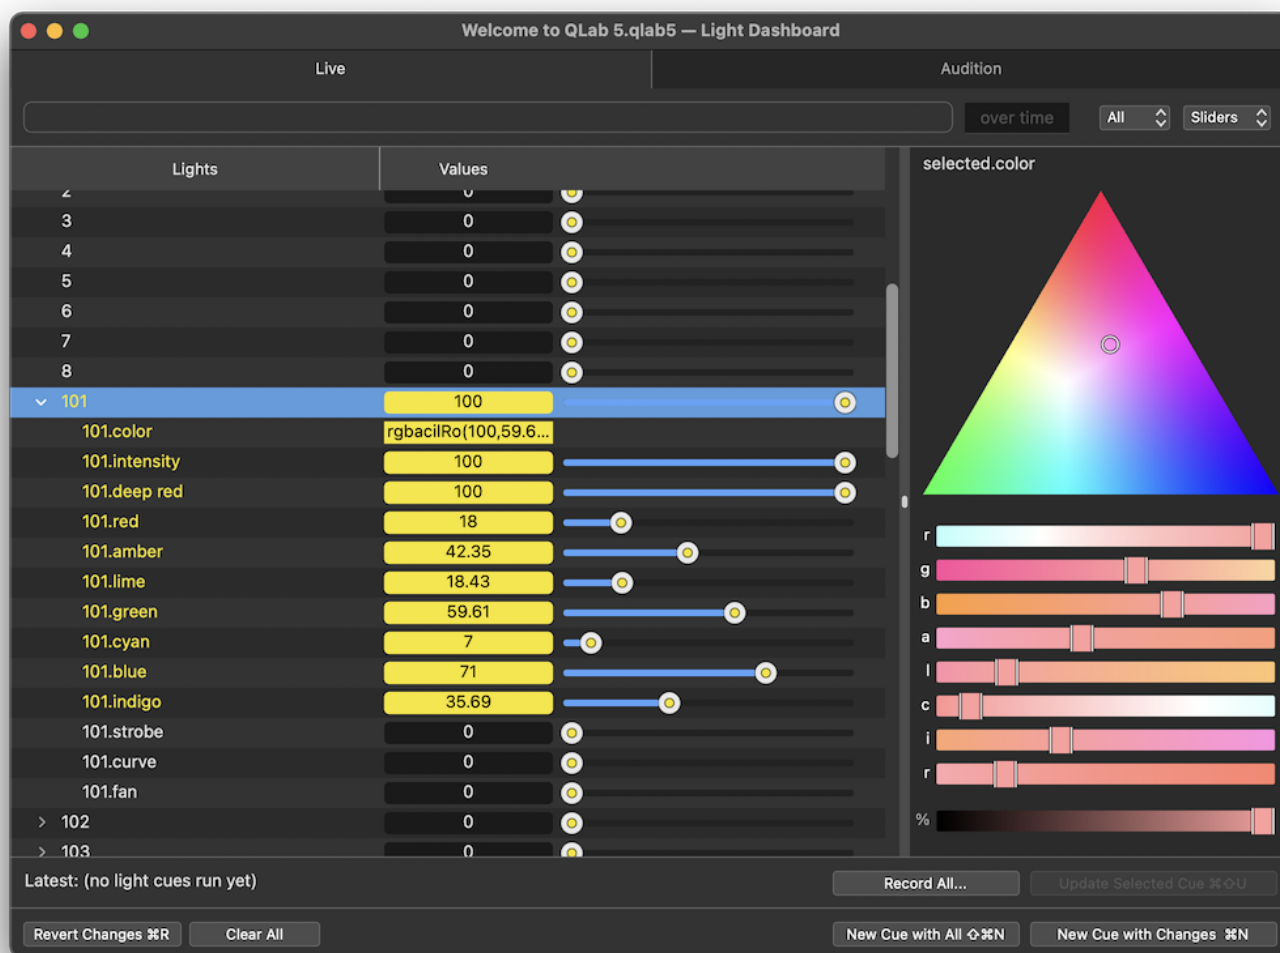 Welcome to QLab 5.qlab5 — Light Dashboard
Live Audition
over time All Sliders
Lights Values
selected.color
2 0
3 0
4 0
5 0
6 0
7 0
8 0
101 100
101.color rgbacilRo(100,59.6...
101.intensity 100
101.deep red 100
101.red 18
101.amber 42.35
101.lime 18.43
101.green 59.61
101.cyan 7
101.blue 71
101.indigo 35.69
101.strobe 0
101.curve 0
101.fan 0
102 0
103 0
r
g
b
a
l
c
i
r
%
Latest: (no light cues run yet)
Record All... Update Selected Cue ⌘⇧U
Revert Changes ⌘R Clear All New Cue with All ⇧⌘N New Cue with Changes ⌘N